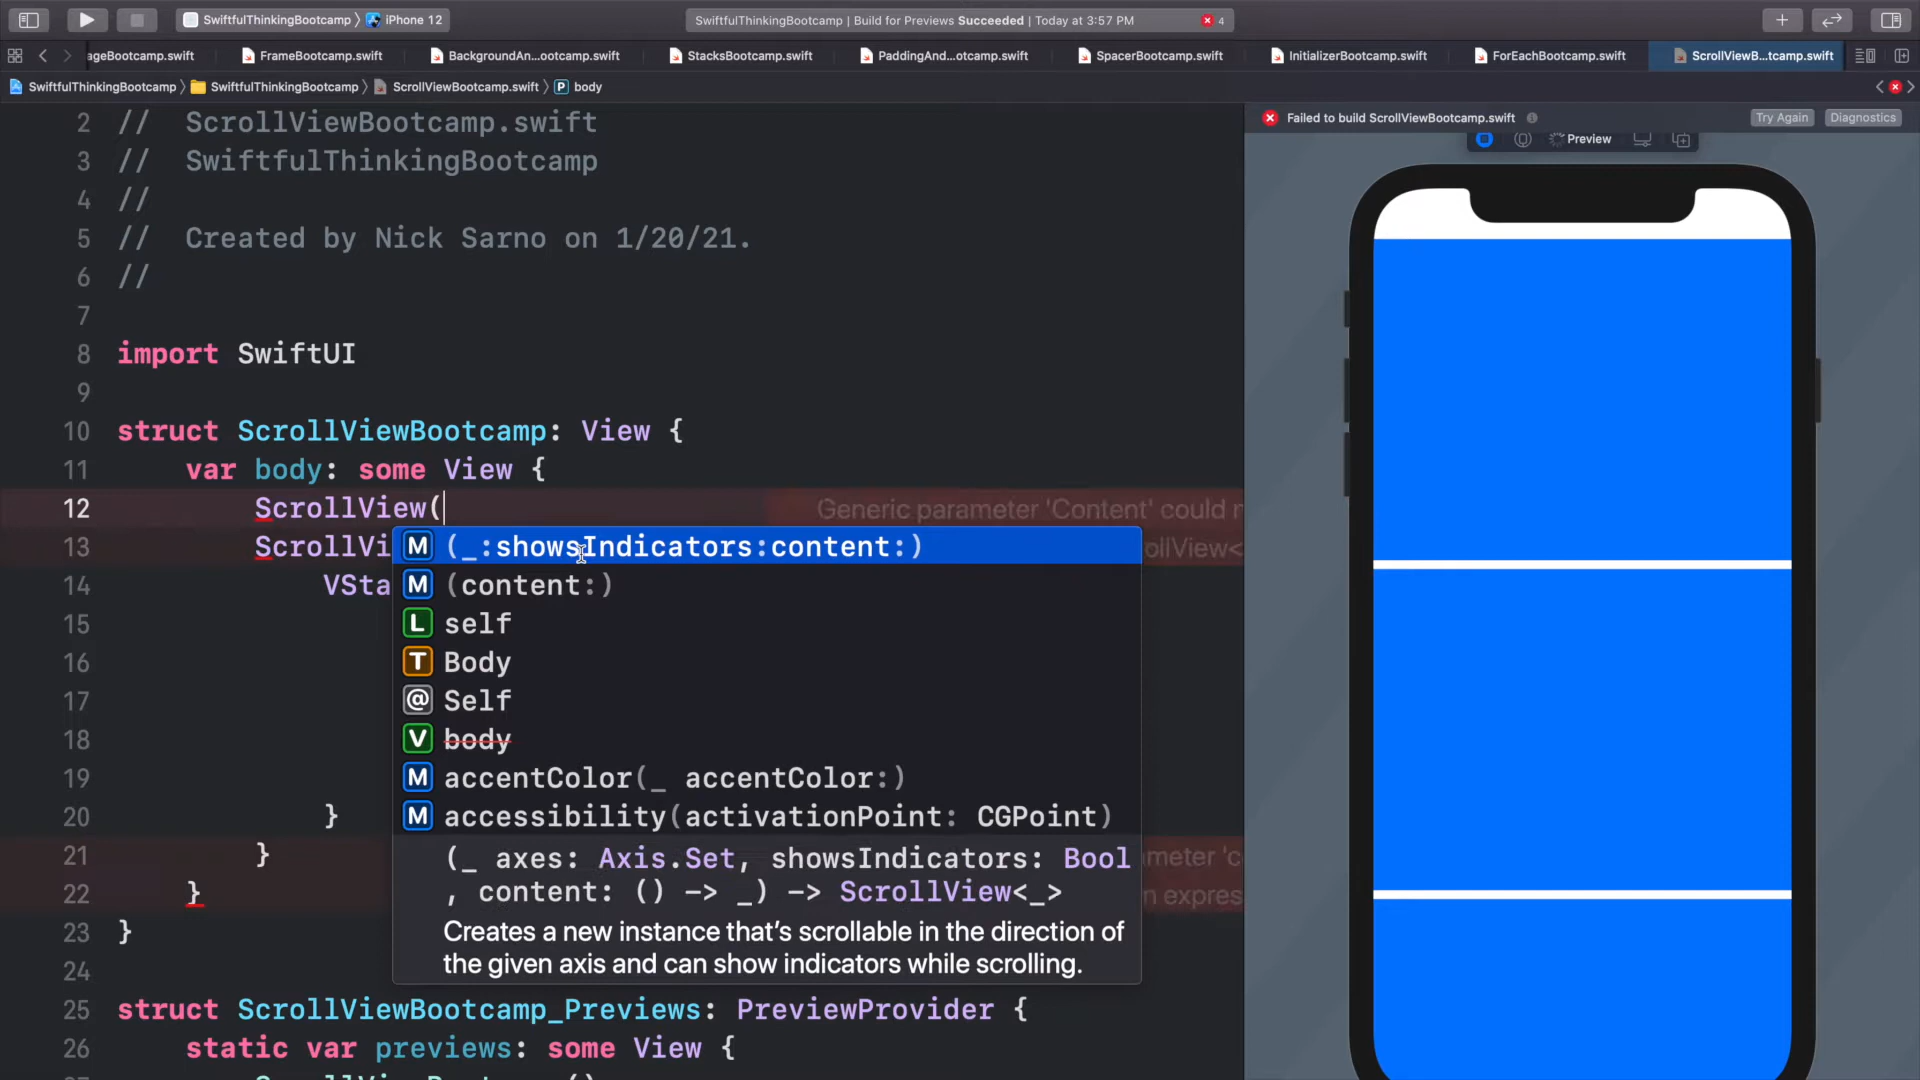 SwiftfulThinkingBootcamp 〉 iPhone 12
SwiftfulThinkingBootcamp | Build for Previews Succeeded | Today at 3:57 PM
4
ageBootcamp.swift
FrameBootcamp.swift
BackgroundAn...ootcamp.swift
StacksBootcamp.swift
PaddingAnd...otcamp.swift
SpacerBootcamp.swift
InitializerBootcamp.swift
ForEachBootcamp.swift
ScrollViewB...tcamp.swift
SwiftfulThinkingBootcamp 〉 SwiftfulThinkingBootcamp 〉 ScrollViewBootcamp.swift 〉 P body
2 //  ScrollViewBootcamp.swift
3 //  SwiftfulThinkingBootcamp
4 //
5 //  Created by Nick Sarno on 1/20/21.
6 //
7
8 import SwiftUI
9
10 struct ScrollViewBootcamp: View {
11 var body: some View {
12 ScrollView( Generic parameter 'Content' could n
13 ScrollVi ollView<
14 VSta
15
16
17
18
19
20 }
21 } meter 'c
22 } n expres
23 }
24
25 struct ScrollViewBootcamp_Previews: PreviewProvider {
26 static var previews: some View {
M (_:showsIndicators:content:)
M (content:)
L self
T Body
@ Self
V body
M accentColor(_ accentColor:)
M accessibility(activationPoint: CGPoint)
(_ axes: Axis.Set, showsIndicators: Bool
, content: () -> _) -> ScrollView<_>
Creates a new instance that's scrollable in the direction of
the given axis and can show indicators while scrolling.
Failed to build ScrollViewBootcamp.swift
Try Again
Diagnostics
Preview